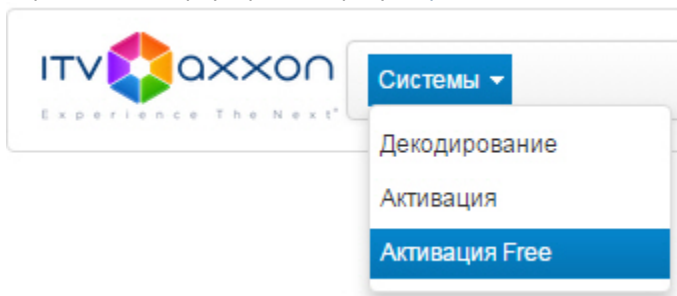 ITV axxon
Experience The Next®
Системы
Декодирование
Активация
Активация Free